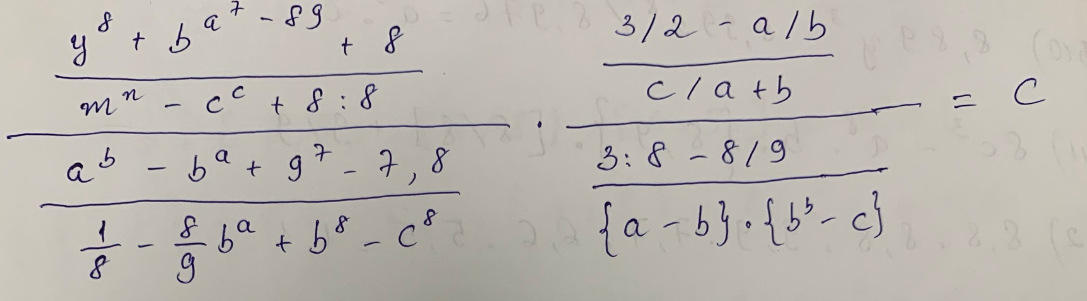 \frac{\frac{y^8 + b^{a^7 - 89} + 8}{m^n - c^c + 8 : 8}}{\frac{a^b - b^a + 9^7 - 7,8}{\frac{1}{8} - \frac{8}{9} b^a + b^8 - c^8}} \cdot \frac{\frac{3/2 - a/b}{c/a + b}}{\frac{3:8 - 8/9}{\{a - b\} \cdot \{b^b - c\}}} = C